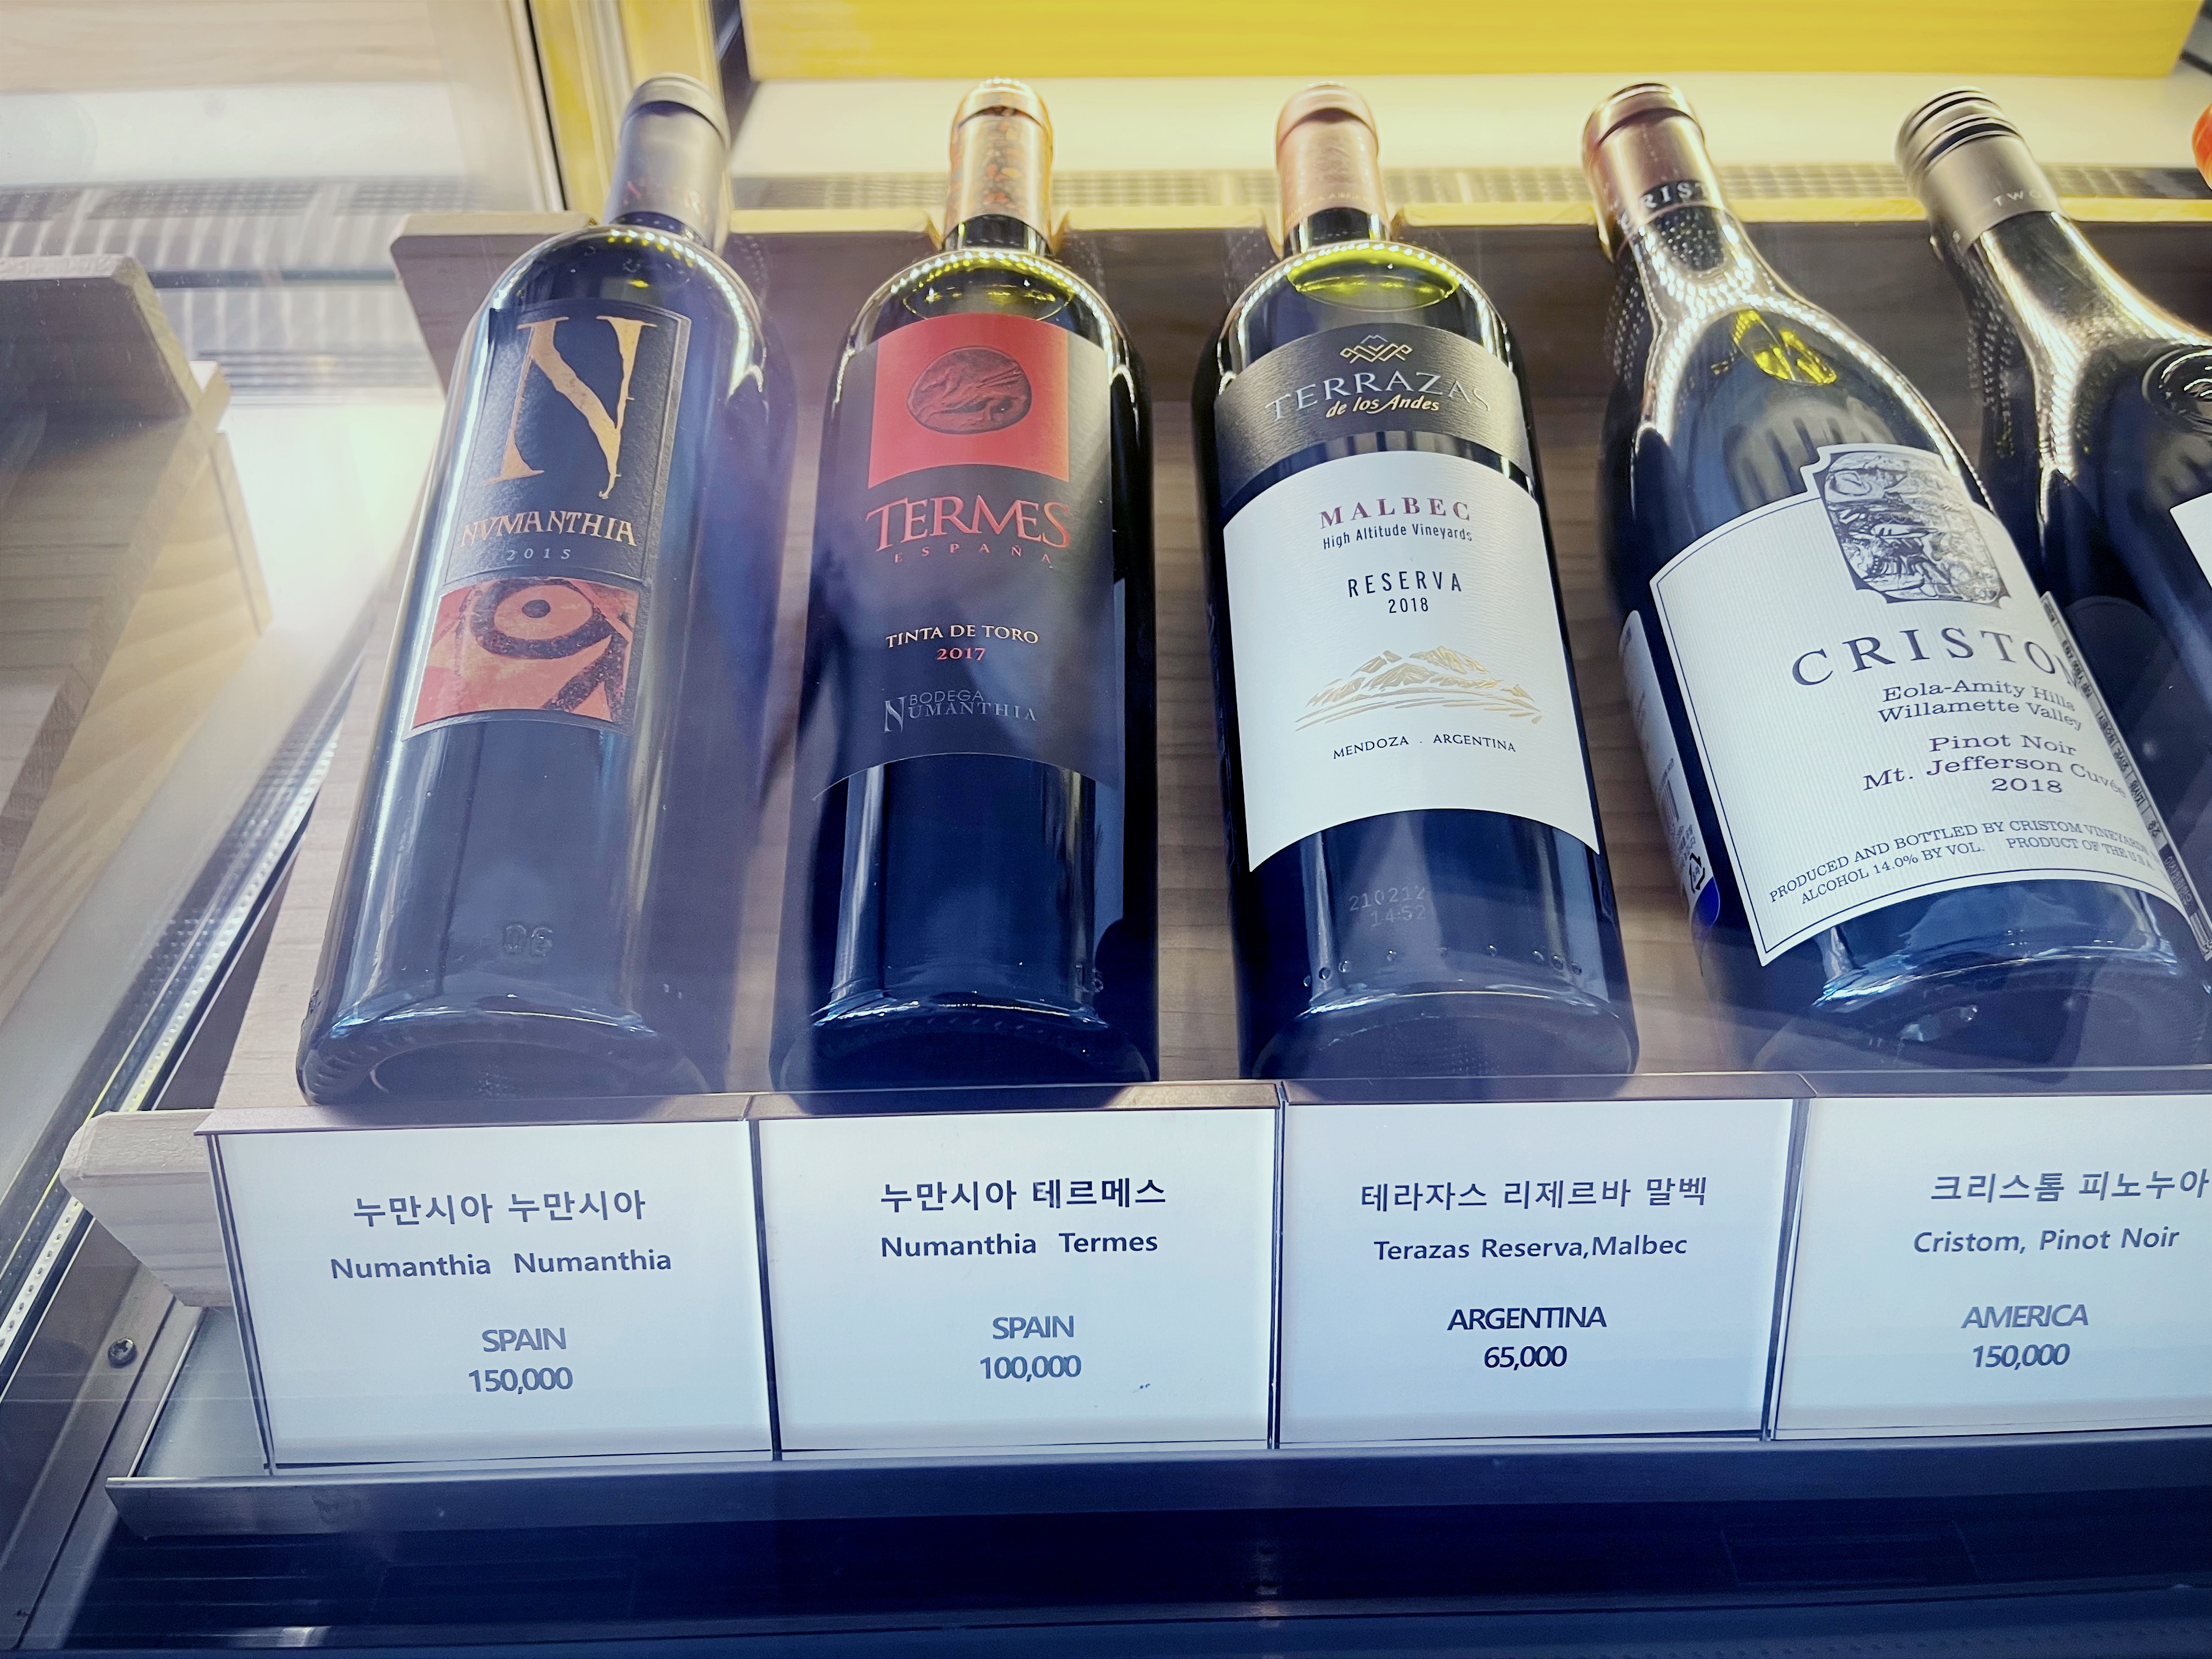 N
NVMANTHIA
2015
TERMES
ESPAÑA
TINTA DE TORO
2017
BODEGA
NUMANTHIA
TERRAZAS
de los Andes
MALBEC
High Altitude Vineyards
RESERVA
2018
MENDOZA . ARGENTINA
210212
14:52
CRIST
CRISTOM
Eola-Amity Hills
Willamette Valley
Pinot Noir
Mt. Jefferson Cuvée
2018
PRODUCED AND BOTTLED BY CRISTOM VINEYARDS
ALCOHOL 14.0% BY VOL. PRODUCT OF THE U.S.A.
TWO
누만시아 누만시아
Numanthia Numanthia
SPAIN
150,000
누만시아 테르메스
Numanthia Termes
SPAIN
100,000
테라자스 리제르바 말벡
Terazas Reserva,Malbec
ARGENTINA
65,000
크리스톰 피노누아
Cristom, Pinot Noir
AMERICA
150,000